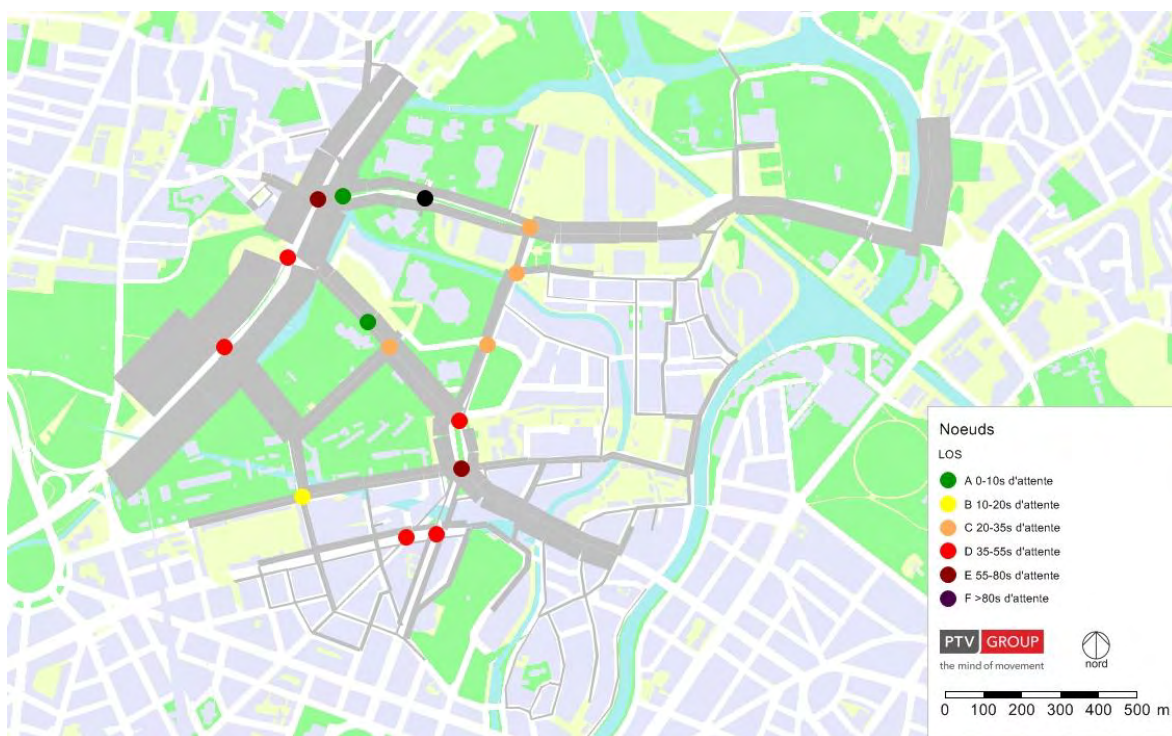 Noeuds
LOS
A 0-10s d'attente
B 10-20s d'attente
C 20-35s d'attente
D 35-55s d'attente
E 55-80s d'attente
F >80s d'attente
PTV GROUP
the mind of movement
nord
0 100 200 300 400 500 m